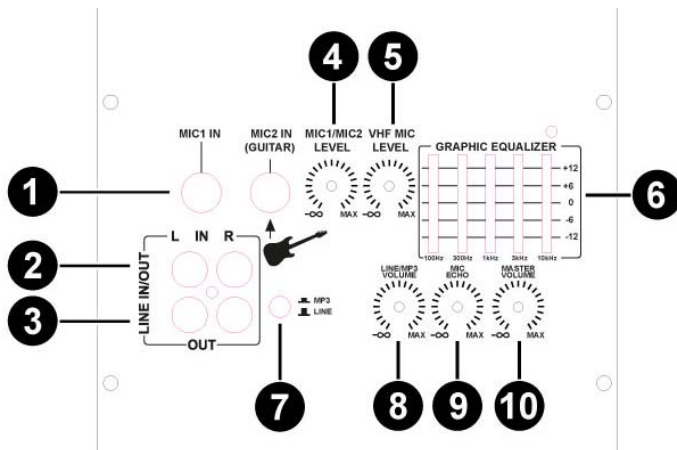 4 5
MIC1 IN MIC2 IN (GUITAR) MIC1/MIC2 LEVEL VHF MIC LEVEL GRAPHIC EQUALIZER
+12
+6
0
-6
-12
1 6
-∞ MAX -∞ MAX
100Hz 300Hz 1kHz 3kHz 10kHz
L IN R
2
LINE IN/OUT
3
OUT
MP3
LINE
LINE/MP3 VOLUME MIC ECHO MASTER VOLUME
-∞ MAX -∞ MAX -∞ MAX
7 8 9 10